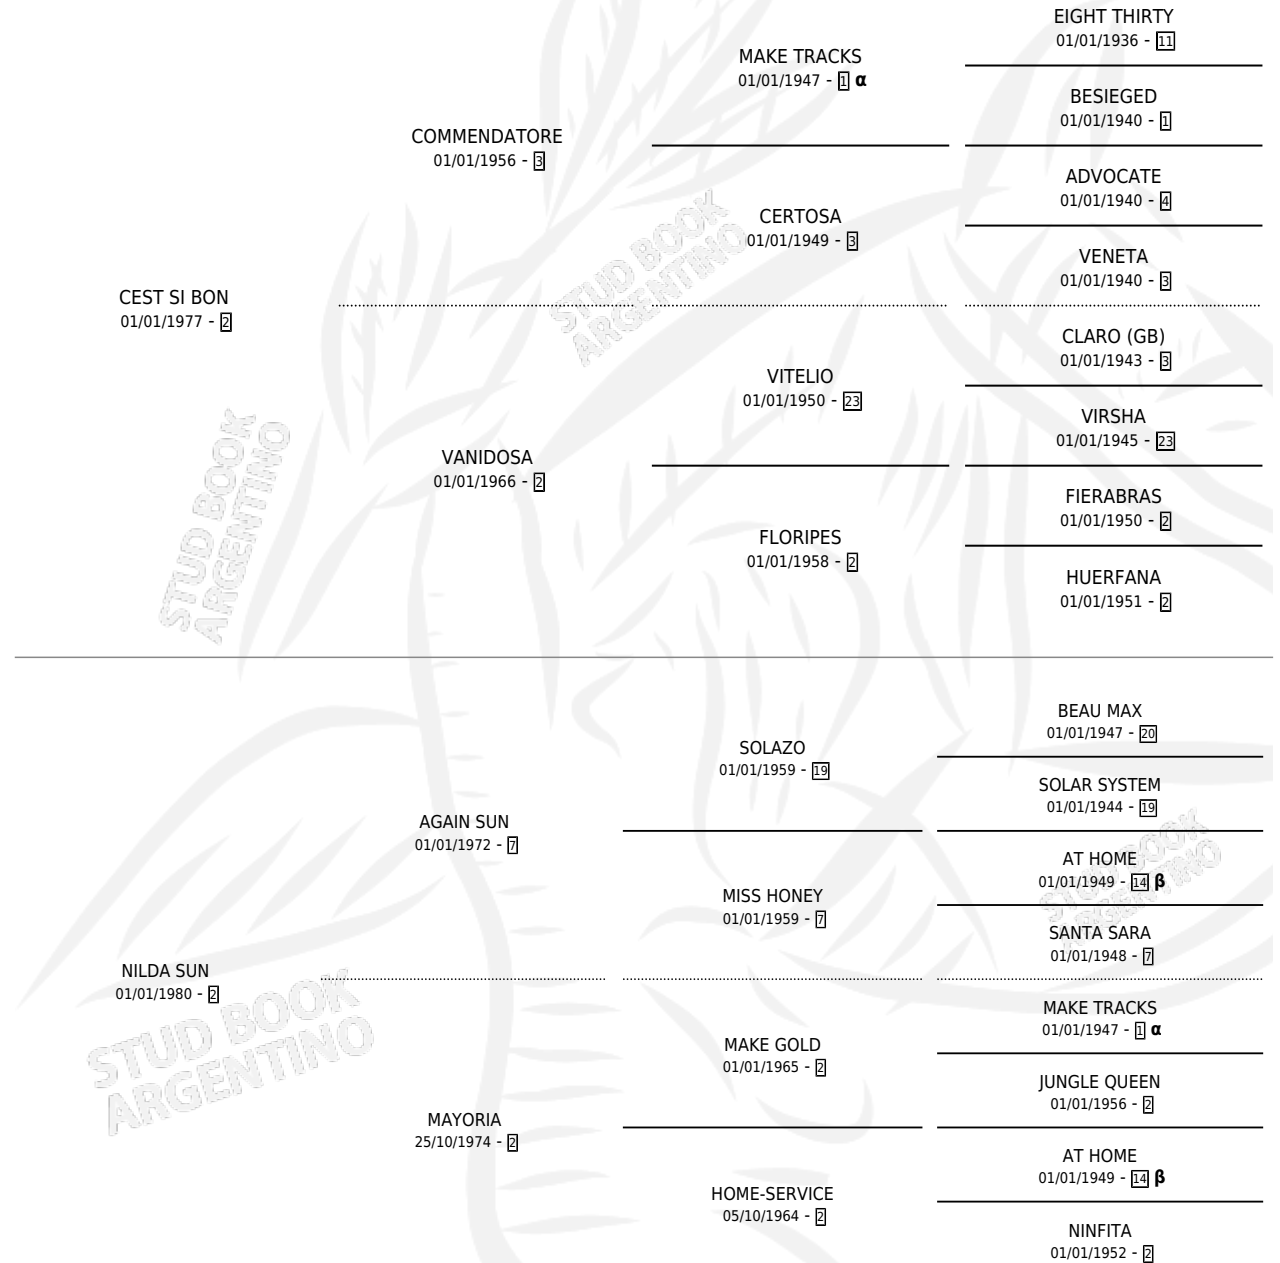 EIGHT THIRTY
01/01/1936 - 11
MAKE TRACKS
01/01/1947 - 1 α
BESIEGED
01/01/1940 - 1
COMMENDATORE
01/01/1956 - 3
ADVOCATE
01/01/1940 - 4
CERTOSA
01/01/1949 - 3
VENETA
01/01/1940 - 3
CEST SI BON
01/01/1977 - 2
CLARO (GB)
01/01/1943 - 3
VITELIO
01/01/1950 - 23
VIRSHA
01/01/1945 - 23
VANIDOSA
01/01/1966 - 2
FIERABRAS
01/01/1950 - 2
FLORIPES
01/01/1958 - 2
HUERFANA
01/01/1951 - 2
BEAU MAX
01/01/1947 - 20
SOLAZO
01/01/1959 - 19
SOLAR SYSTEM
01/01/1944 - 19
AGAIN SUN
01/01/1972 - 7
AT HOME
01/01/1949 - 14 β
MISS HONEY
01/01/1959 - 7
SANTA SARA
01/01/1948 - 7
NILDA SUN
01/01/1980 - 2
MAKE TRACKS
01/01/1947 - 1 α
MAKE GOLD
01/01/1965 - 2
JUNGLE QUEEN
01/01/1956 - 2
MAYORIA
25/10/1974 - 2
AT HOME
01/01/1949 - 14 β
HOME-SERVICE
05/10/1964 - 2
NINFITA
01/01/1952 - 2
STUD BOOK
ARGENTINO
STUD BOOK
ARGENTINO
STUD BOOK
ARGENTINO
STUD BOOK
ARGENTINO